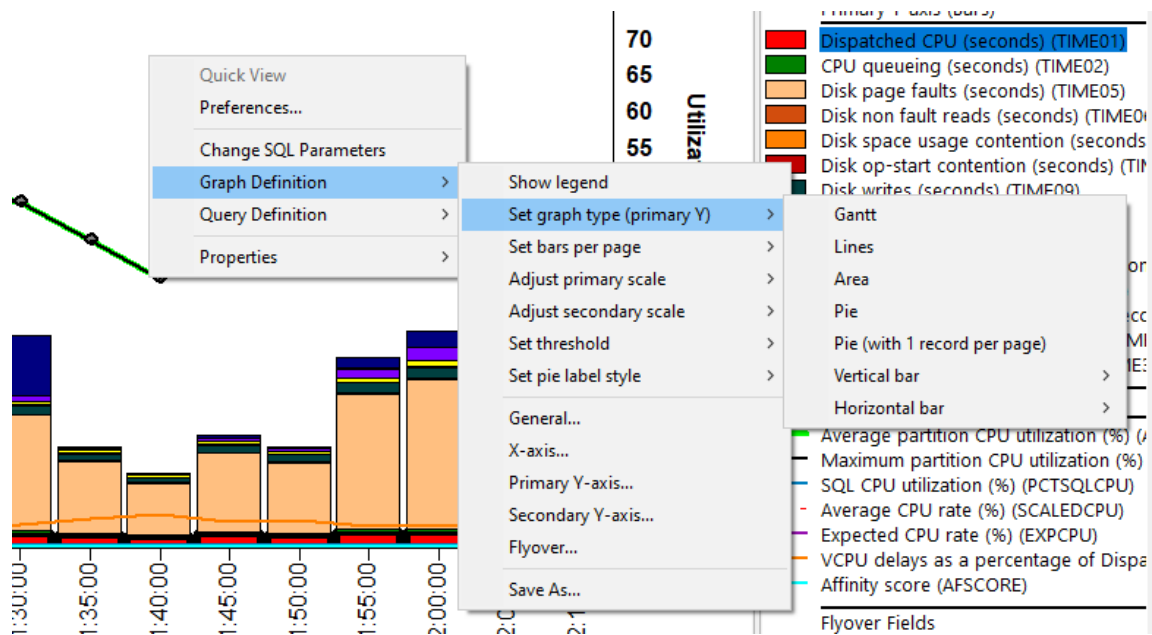 Primary Y-axis (bars)
70
65
60
55
Utiliza
Dispatched CPU (seconds) (TIME01)
CPU queueing (seconds) (TIME02)
Disk page faults (seconds) (TIME05)
Disk non fault reads (seconds) (TIME0
Disk space usage contention (seconds
Disk op-start contention (seconds) (TI
Disk writes (seconds) (TIME09)
Quick View
Preferences...
Change SQL Parameters
Graph Definition
Query Definition
Properties
Show legend
Set graph type (primary Y)
Set bars per page
Adjust primary scale
Adjust secondary scale
Set threshold
Set pie label style
General...
X-axis...
Primary Y-axis...
Secondary Y-axis...
Flyover...
Save As...
Gantt
Lines
Area
Pie
Pie (with 1 record per page)
Vertical bar
Horizontal bar
Average partition CPU utilization (%) (
Maximum partition CPU utilization (%)
SQL CPU utilization (%) (PCTSQLCPU)
Average CPU rate (%) (SCALEDCPU)
Expected CPU rate (%) (EXPCPU)
VCPU delays as a percentage of Dispa
Affinity score (AFSCORE)
Flyover Fields
1:30:00
1:35:00
1:40:00
1:45:00
1:50:00
1:55:00
2:00:00